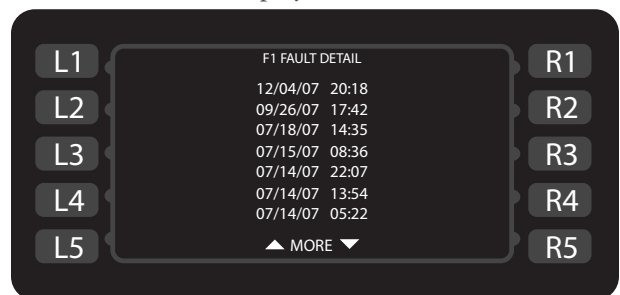 F1 FAULT DETAIL
L1
R1
12/04/07 20:18
L2
09/26/07 17:42
R2
07/18/07 14:35
L3
07/15/07 08:36
R3
07/14/07 22:07
L4
07/14/07 13:54
R4
07/14/07 05:22
L5
MORE
R5